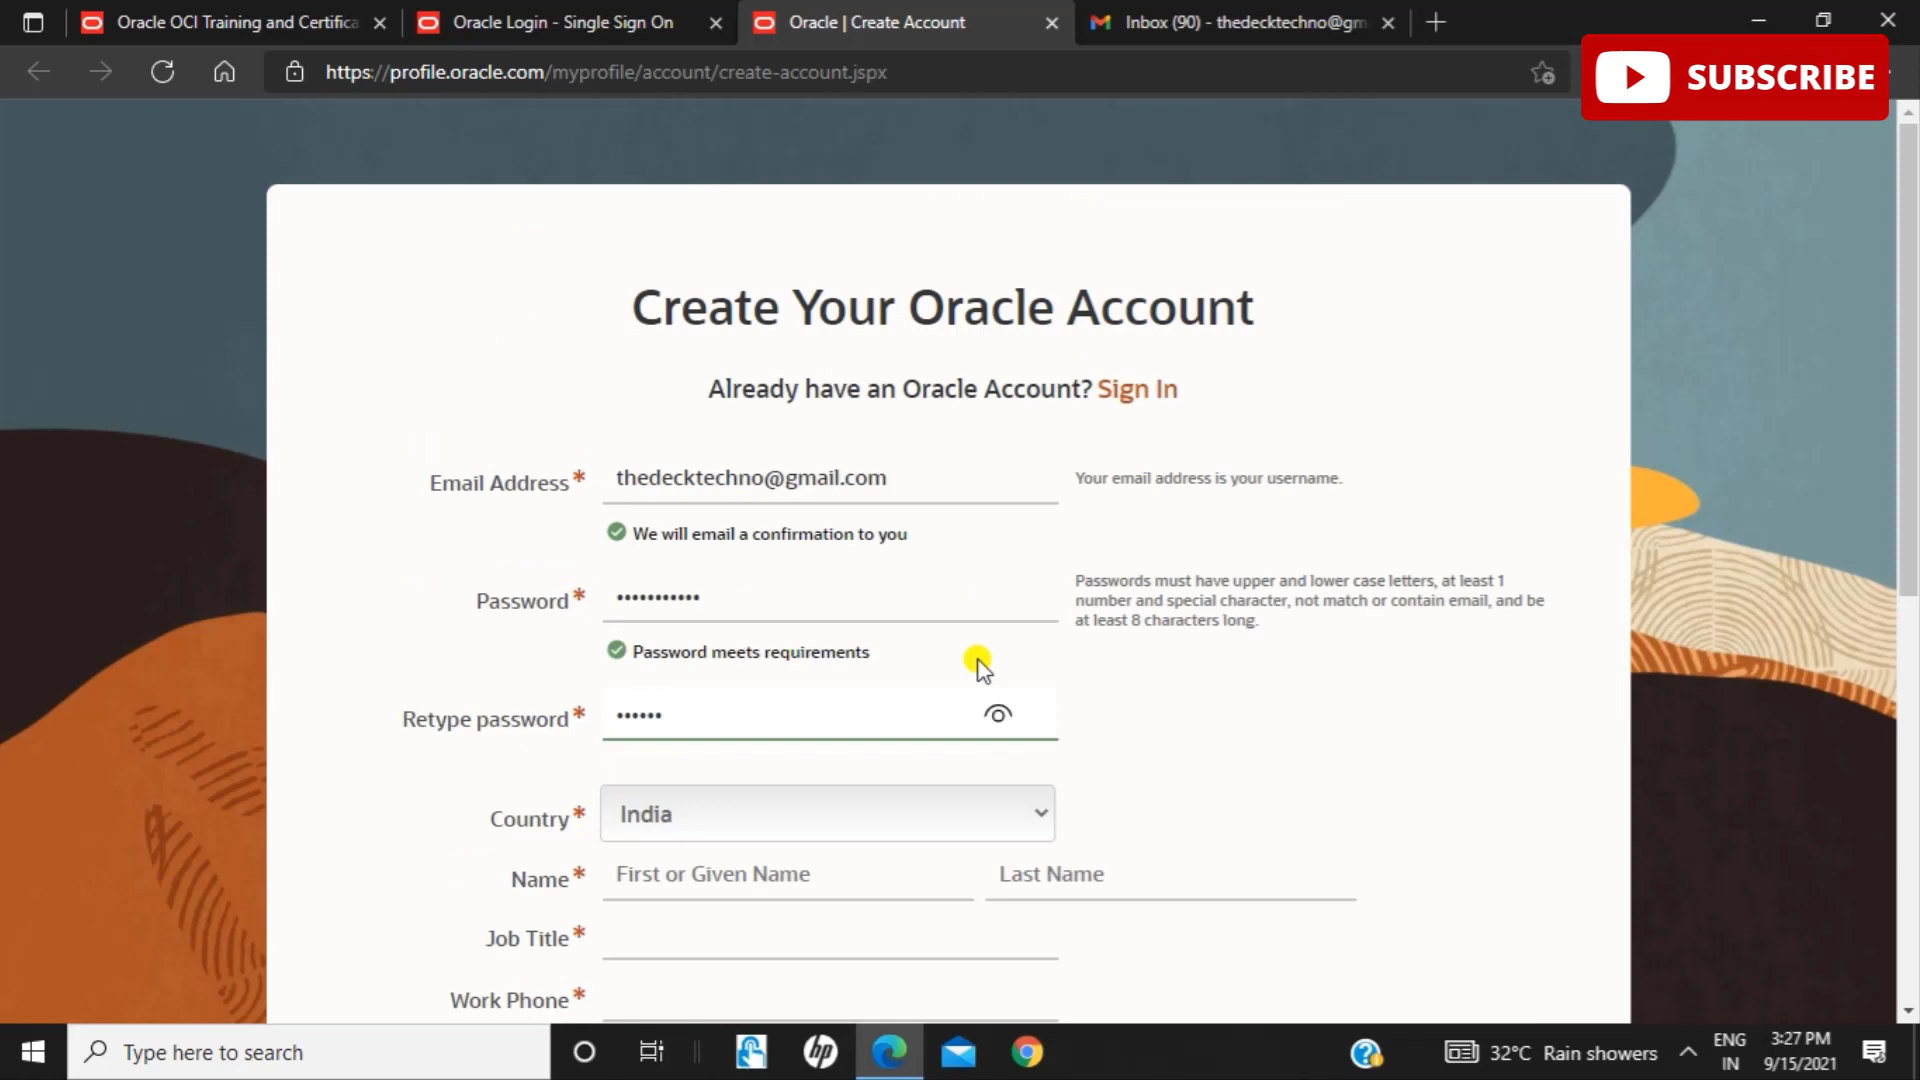 Oracle OCI Training and Certifica
Oracle Login - Single Sign On
Oracle | Create Account
Inbox (90) - thedecktechno@gm
https://profile.oracle.com/myprofile/account/create-account.jspx
SUBSCRIBE
Create Your Oracle Account
Already have an Oracle Account? Sign In
Email Address* thedecktechno@gmail.com Your email address is your username.
We will email a confirmation to you
Password* ••••••••••• Passwords must have upper and lower case letters, at least 1
number and special character, not match or contain email, and be
at least 8 characters long.
Password meets requirements
Retype password* ••••••
Country* India
Name* First or Given Name Last Name
Job Title*
Work Phone*
Type here to search
hp
32°C Rain showers
ENG
IN
3:27 PM
9/15/2021